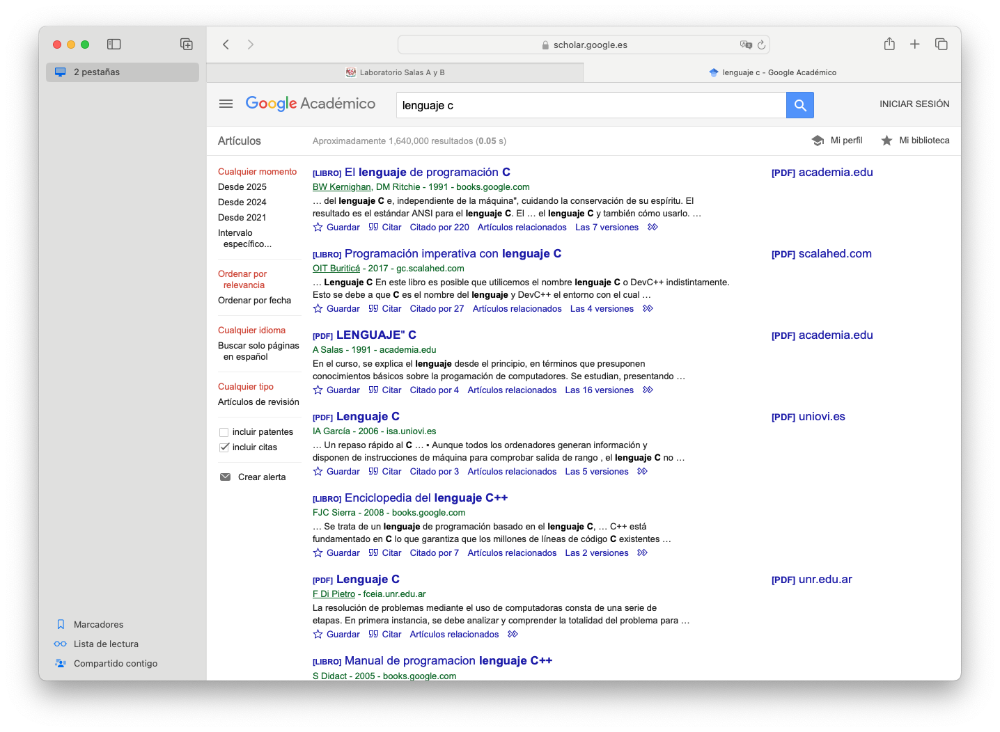 2 pestañas
scholar.google.es
Laboratorio Salas A y B
lenguaje c - Google Académico
Google Académico
lenguaje c
INICIAR SESIÓN
Artículos
Aproximadamente 1,640,000 resultados (0.05 s)
Mi perfil
Mi biblioteca
Cualquier momento
Desde 2025
Desde 2024
Desde 2021
Intervalo
específico...
Ordenar por
relevancia
Ordenar por fecha
Cualquier idioma
Buscar solo páginas
en español
Cualquier tipo
Artículos de revisión
incluir patentes
incluir citas
Crear alerta
[LIBRO] El lenguaje de programación C
[PDF] academia.edu
BW Kernighan, DM Ritchie - 1991 - books.google.com
… del lenguaje C e, independiente de la máquina", cuidando la conservación de su espíritu. El
resultado es el estándar ANSI para el lenguaje C. El … el lenguaje C y también cómo usarlo. …
Guardar Citar Citado por 220 Artículos relacionados Las 7 versiones
[LIBRO] Programación imperativa con lenguaje C
[PDF] scalahed.com
OIT Buriticá - 2017 - gc.scalahed.com
… Lenguaje C En este libro es posible que utilicemos el nombre lenguaje C o DevC++ indistintamente.
Esto se debe a que C es el nombre del lenguaje y DevC++ el entorno con el cual …
Guardar Citar Citado por 27 Artículos relacionados Las 4 versiones
[PDF] LENGUAJE" C
[PDF] academia.edu
A Salas - 1991 - academia.edu
En el curso, se explica el lenguaje desde el principio, en términos que presuponen
conocimientos básicos sobre la progamación de computadores. Se estudian, presentando …
Guardar Citar Citado por 4 Artículos relacionados Las 16 versiones
[PDF] Lenguaje C
[PDF] uniovi.es
IA García - 2006 - isa.uniovi.es
… Un repaso rápido al C … ▪ Aunque todos los ordenadores generan información y
disponen de instrucciones de máquina para comprobar salida de rango , el lenguaje C no …
Guardar Citar Citado por 3 Artículos relacionados Las 5 versiones
[LIBRO] Enciclopedia del lenguaje C++
FJC Sierra - 2008 - books.google.com
… Se trata de un lenguaje de programación basado en el lenguaje C, … C++ está
fundamentado en C lo que garantiza que los millones de líneas de código C existentes …
Guardar Citar Citado por 7 Artículos relacionados Las 2 versiones
[PDF] Lenguaje C
[PDF] unr.edu.ar
F Di Pietro - fceia.unr.edu.ar
La resolución de problemas mediante el uso de computadoras consta de una serie de
etapas. En primera instancia, se debe analizar y comprender la totalidad del problema para …
Guardar Citar Artículos relacionados
[LIBRO] Manual de programacion lenguaje C++
S Didact - 2005 - books.google.com
Marcadores
Lista de lectura
Compartido contigo